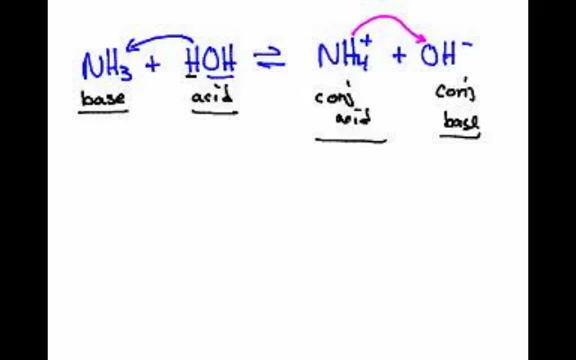 NH₃ + HOH ⇌ NH₄⁺ + OH⁻
base acid conj acid conj base